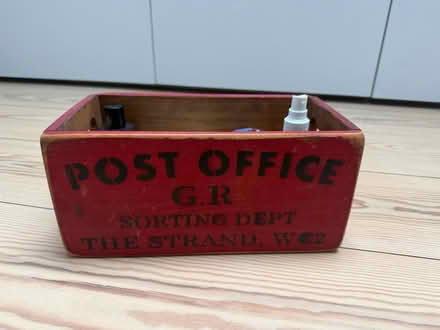 POST OFFICE
G.R
SORTING DEPT
THE STRAND, WC2